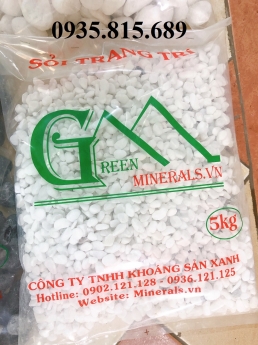 0935.815.689
SỎI TRANG TRÍ
GREEN
MINERALS.VN
5kg
CÔNG TY TNHH KHOÁNG SẢN XANH
Hotline: 0902.121.128 - 0936.121.125
Website: Minerals.vn